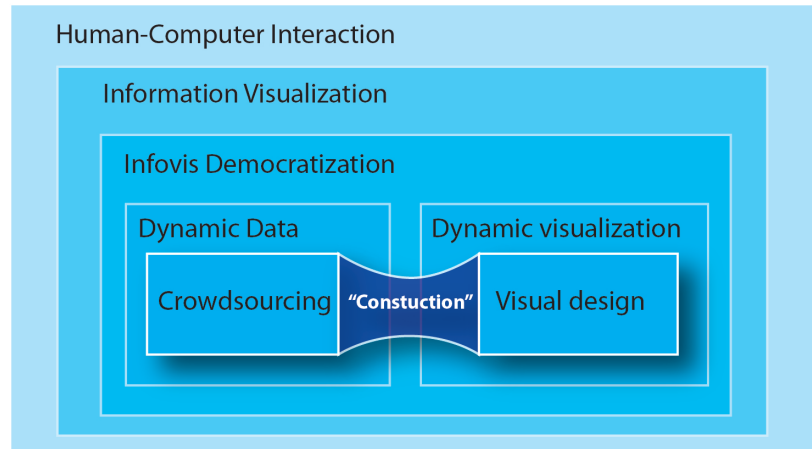 Human-Computer Interaction
Information Visualization
Infovis Democratization
Dynamic Data
Dynamic visualization
Crowdsourcing
“Constuction”
Visual design